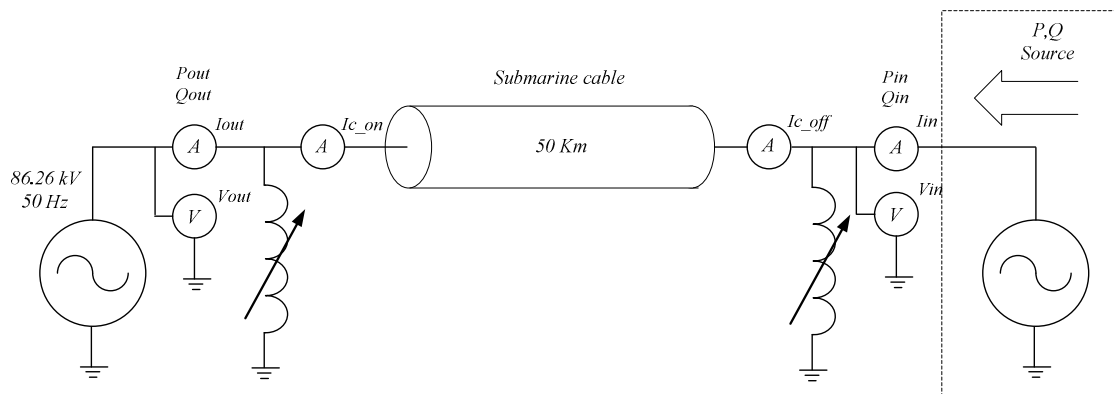 P,Q
Source
Pout
Qout
Submarine cable
Pin
Qin
Iout
Ic_on
Ic_off
Iin
A
A
50 Km
A
A
86.26 kV
50 Hz
Vout
Vin
V
V